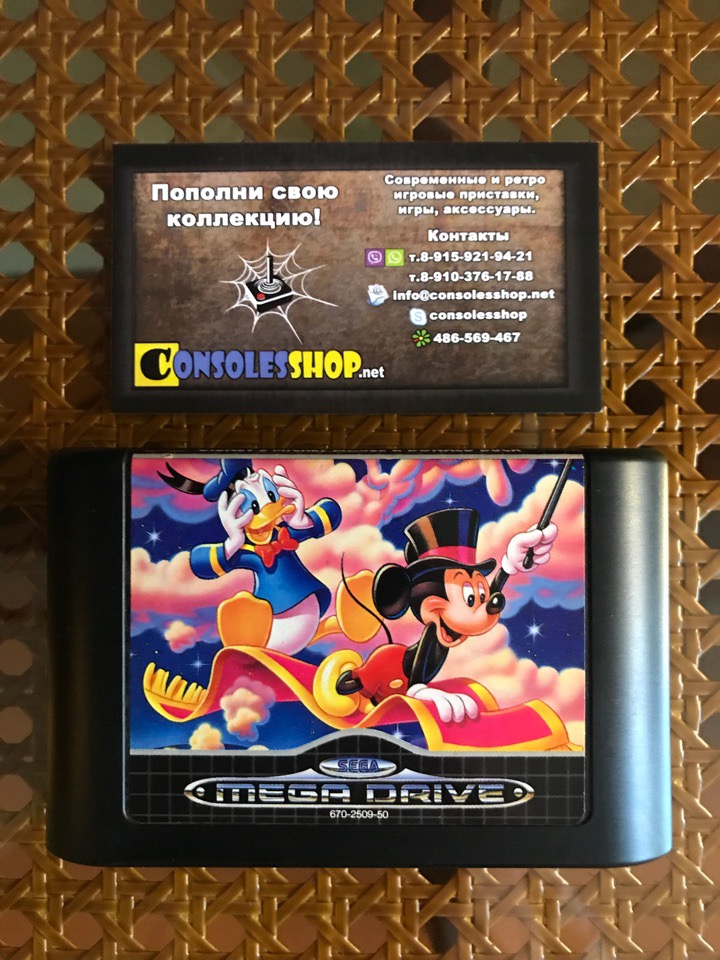 Пополни свою
коллекцию!
CONSOLESSHOP.net
Современные и ретро
игровые приставки,
игры, аксессуары.
Контакты
т.8-915-921-94-21
т.8-910-376-17-88
info@consolesshop.net
consolesshop
486-569-467
SEGA
MEGA DRIVE
670-2509-50